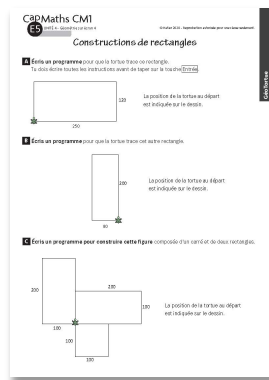 CapMaths CM1
E5
Constructions de rectangles
A Écris un programme pour que la tortue trace ce rectangle.
Tu dois écrire toutes les instructions avant de taper sur la touche Entrée.
120
La position de la tortue au départ
est indiquée sur le dessin.
250
GéoTortue
B Écris un programme pour que la tortue trace cet autre rectangle.
200
La position de la tortue au départ
est indiquée sur le dessin.
80
C Écris un programme pour construire cette figure composée d'un carré et de deux rectangles.
200
200
100
La position de la tortue au départ
est indiquée sur le dessin.
100
100
100